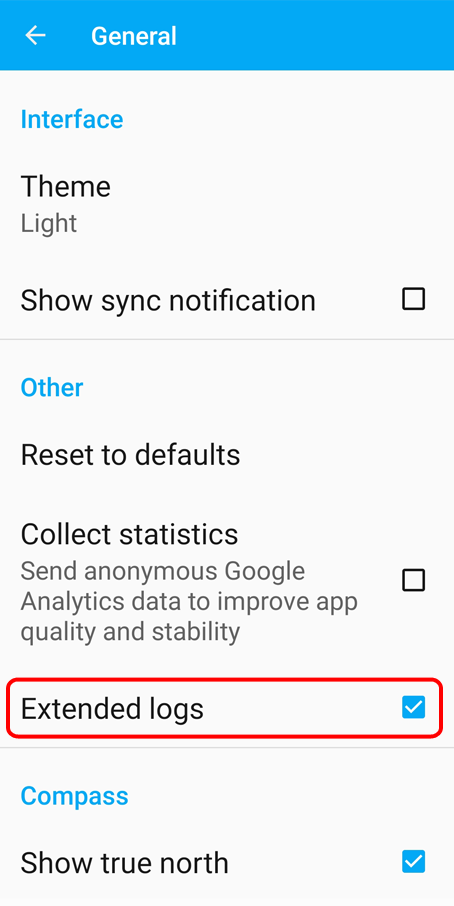 General
Interface
Theme
Light
Show sync notification
Other
Reset to defaults
Collect statistics
Send anonymous Google
Analytics data to improve app
quality and stability
Extended logs
Compass
Show true north